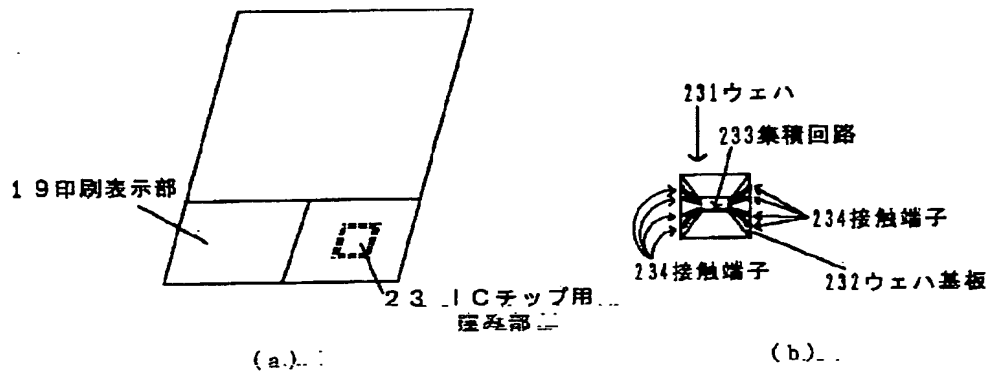 231ウェハ
233集積回路
19印刷表示部
234接触端子
234接触端子
232ウェハ基板
23 ICチップ用
窪み部
(a)
(b)